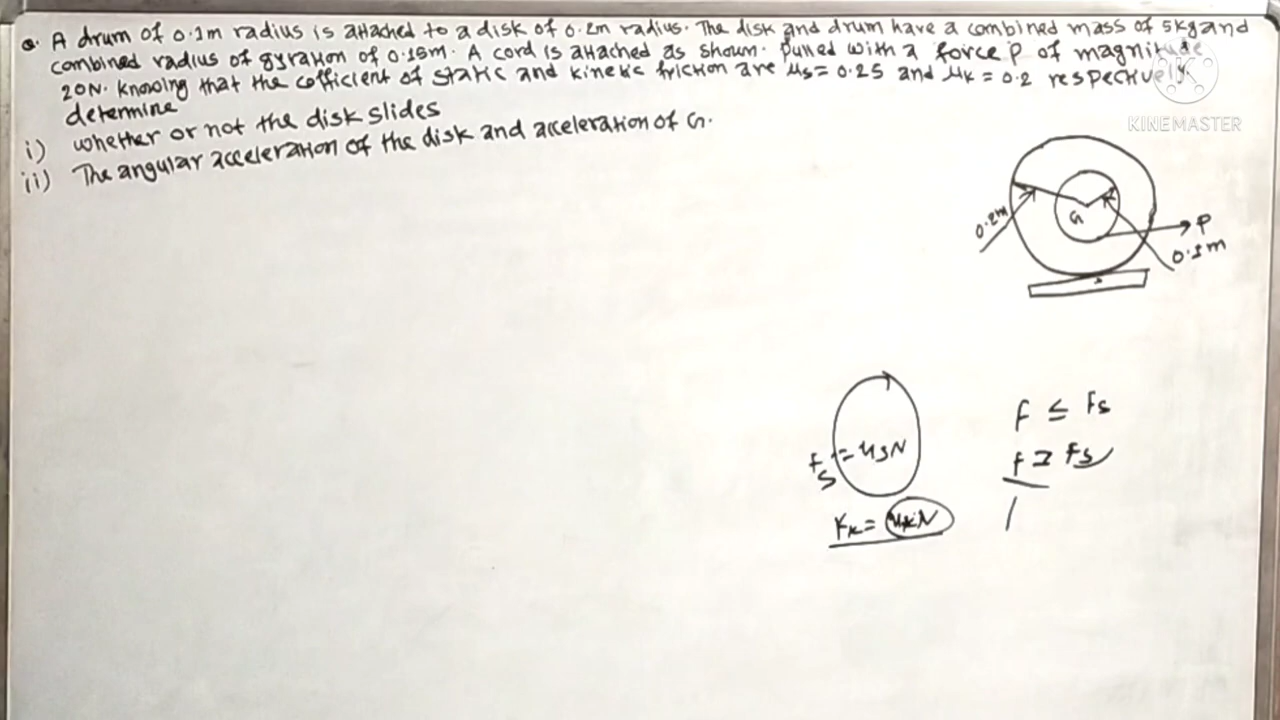 Q. A drum of 0.1m radius is attached to a disk of 0.2m radius. The disk and drum have a combined mass of 5kg and
combined radius of gyration of 0.15m. A cord is attached as shown. pulled with a force P of magnitude
20N. knowing that the cofficient of static and kinetic friction are μs = 0.25 and μk = 0.2 respectively
determine
i) whether or not the disk slides
ii) The angular acceleration of the disk and acceleration of G.
KINEMASTER
0.2m
G
P
0.1m
F ≤ Fs
Fs = μsN
Fk = μkN